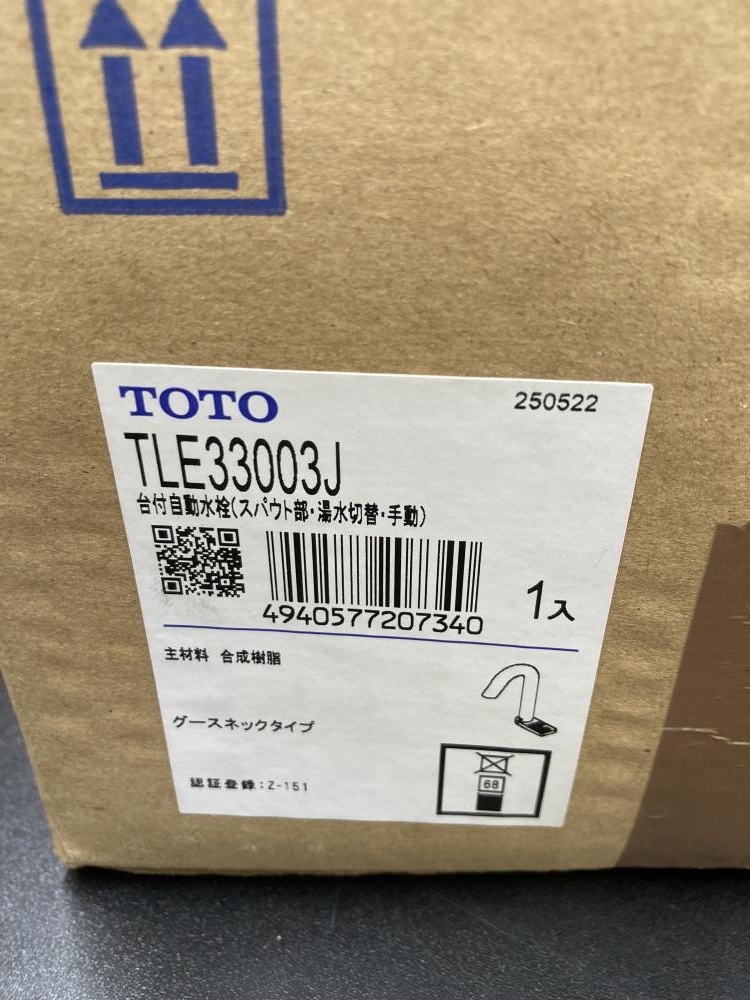 TOTO 250522
TLE33003J
台付自動水栓(スパウト部・湯水切替・手動)
4940577207340
1入
主材料 合成樹脂
グースネックタイプ
認証登録:Z-151
68